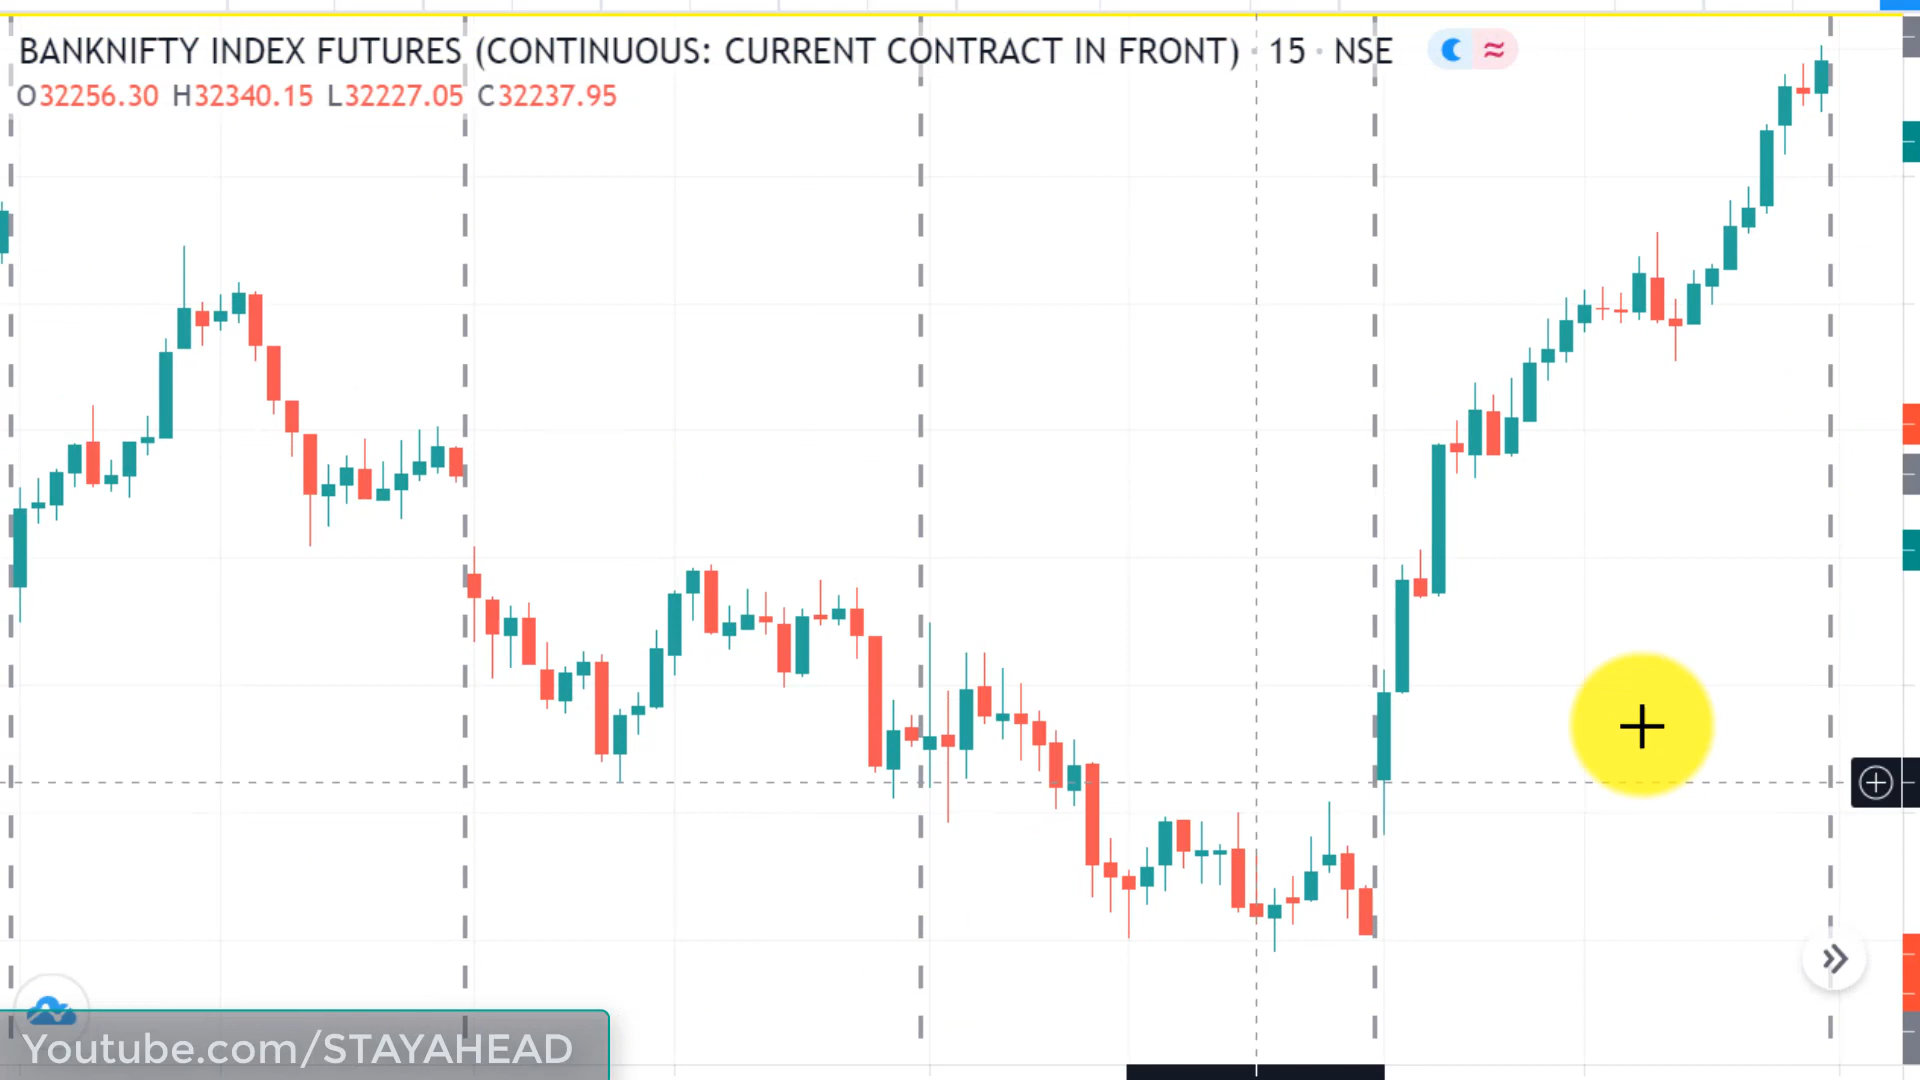 BANKNIFTY INDEX FUTURES (CONTINUOUS: CURRENT CONTRACT IN FRONT) · 15 · NSE
O32256.30 H32340.15 L32227.05 C32237.95
Youtube.com/STAYAHEAD